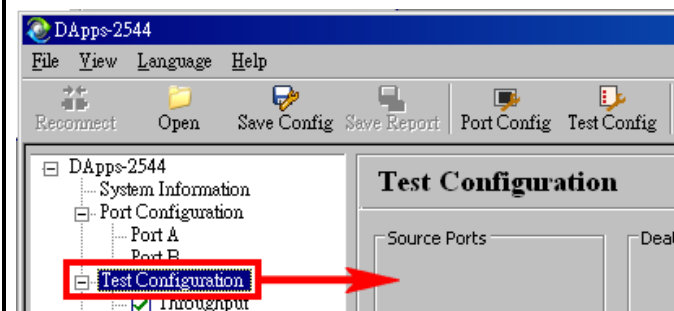 DApps-2544
File View Language Help
Reconnect Open Save Config Save Report Port Config Test Config
DApps-2544
System Information
Port Configuration
Port A
Port B
Test Configuration
Throughput
Test Configuration
Source Ports